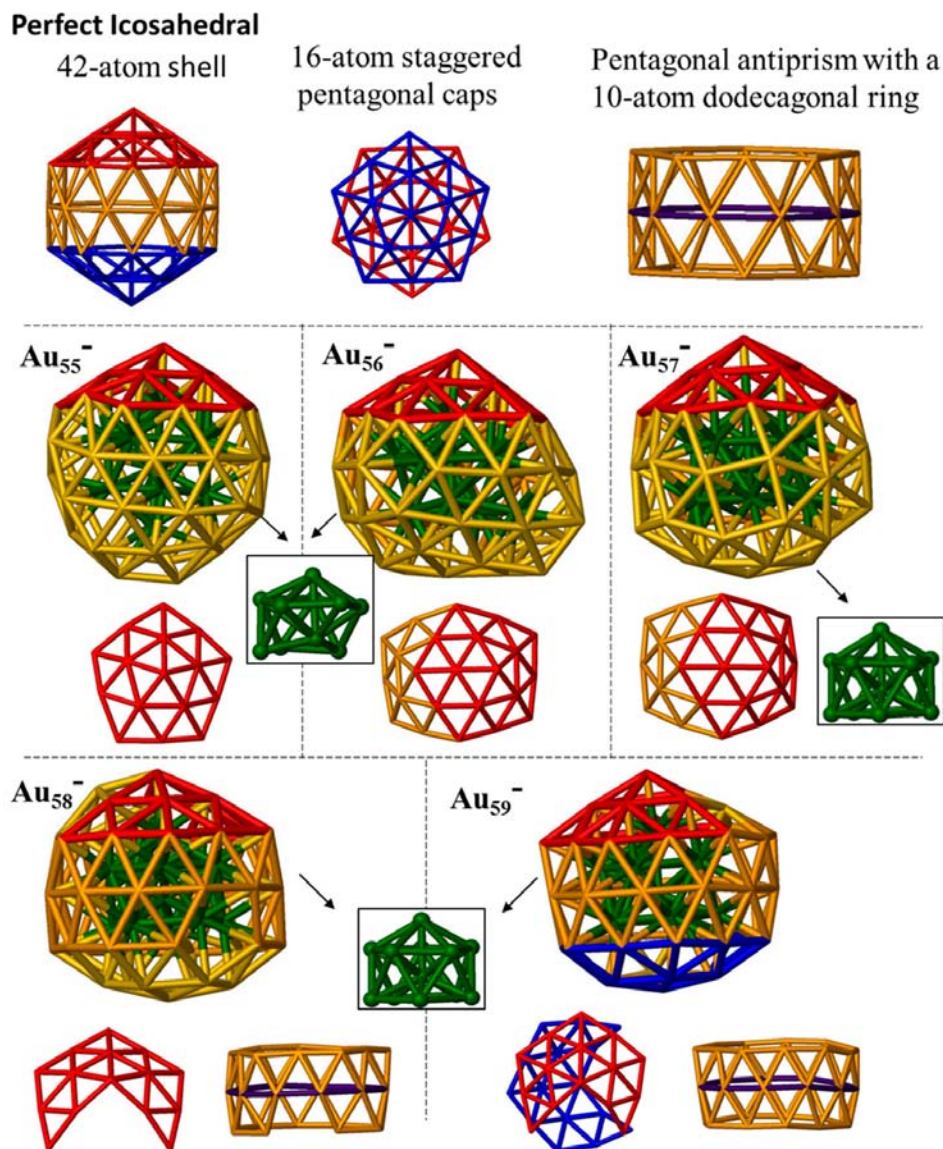 Perfect Icosahedral
42-atom shell
16-atom staggered
pentagonal caps
Pentagonal antiprism with a
10-atom dodecagonal ring
Au₅₅⁻
Au₅₆⁻
Au₅₇⁻
Au₅₈⁻
Au₅₉⁻